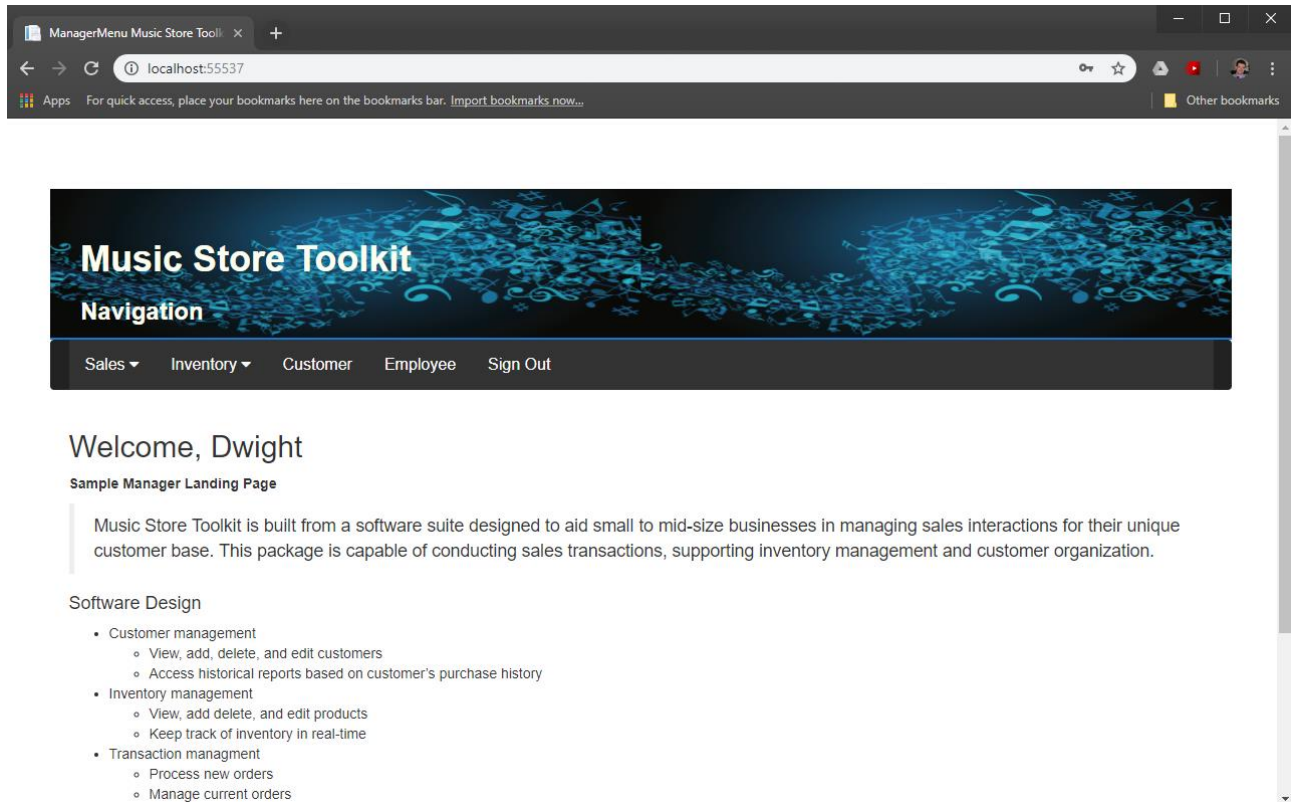 ManagerMenu Music Store Toolk
localhost:55537
Apps For quick access, place your bookmarks here on the bookmarks bar. Import bookmarks now... Other bookmarks
Music Store Toolkit
Navigation
Sales Inventory Customer Employee Sign Out
Welcome, Dwight
Sample Manager Landing Page
Music Store Toolkit is built from a software suite designed to aid small to mid-size businesses in managing sales interactions for their unique
customer base. This package is capable of conducting sales transactions, supporting inventory management and customer organization.
Software Design
Customer management
View, add, delete, and edit customers
Access historical reports based on customer's purchase history
Inventory management
View, add delete, and edit products
Keep track of inventory in real-time
Transaction managment
Process new orders
Manage current orders